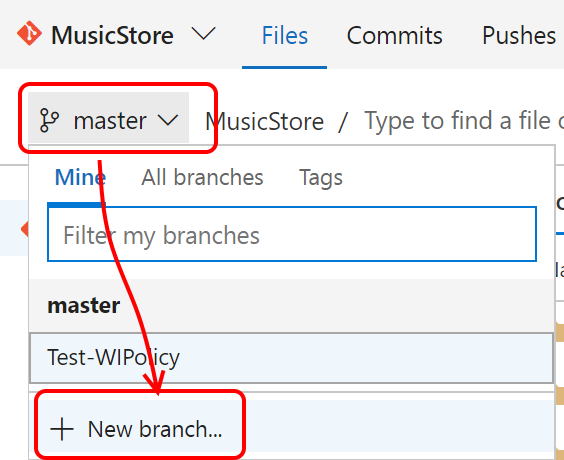 MusicStore
Files Commits Pushes
master
MusicStore / Type to find a file
Mine All branches Tags
Filter my branches
master
Test-WIPolicy
+ New branch...